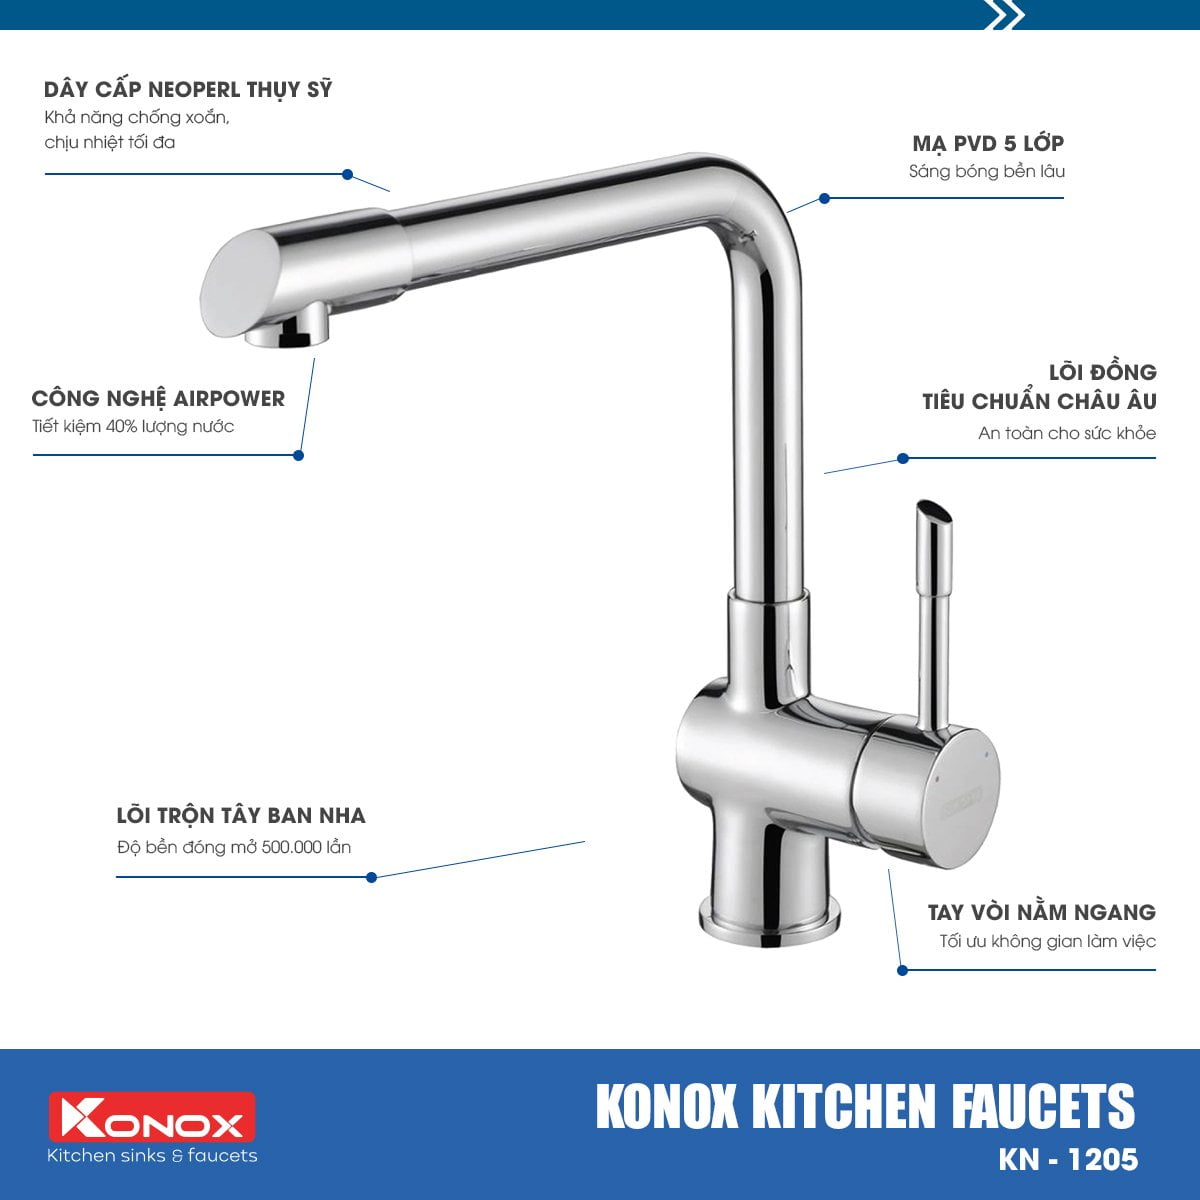 DÂY CẤP NEOPERL THỤY SỸ
Khả năng chống xoắn,
chịu nhiệt tối đa
MẠ PVD 5 LỚP
Sáng bóng bền lâu
CÔNG NGHỆ AIRPOWER
Tiết kiệm 40% lượng nước
LÕI ĐỒNG
TIÊU CHUẨN CHÂU ÂU
An toàn cho sức khỏe
LÕI TRỘN TÂY BAN NHA
Độ bền đóng mở 500.000 lần
TAY VÒI NẰM NGANG
Tối ưu không gian làm việc
KONOX
Kitchen sinks & faucets
KONOX KITCHEN FAUCETS
KN - 1205